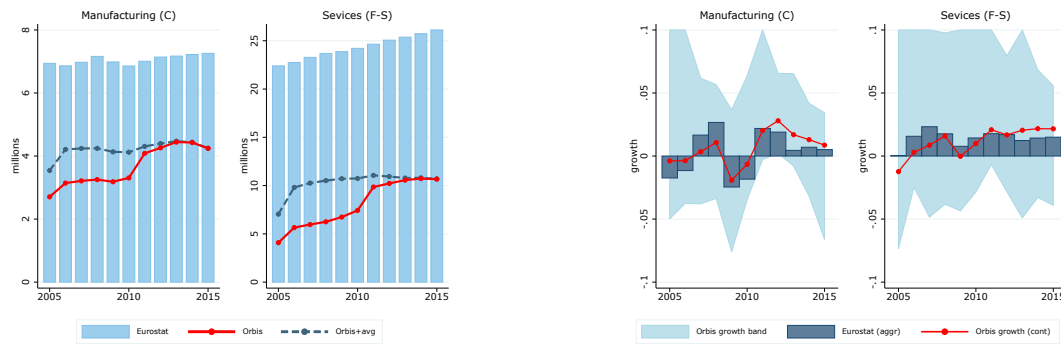 Manufacturing (C)
Sevices (F-S)
millions
0
2
4
6
8
2005
2010
2015
millions
0
5
10
15
20
25
2005
2010
2015
Eurostat
Orbis
Orbis+avg
Manufacturing (C)
Sevices (F-S)
growth
-.1
-.05
0
.05
.1
2005
2010
2015
growth
-.1
-.05
0
.05
.1
2005
2010
2015
Orbis growth band
Eurostat (aggr)
Orbis growth (cont)